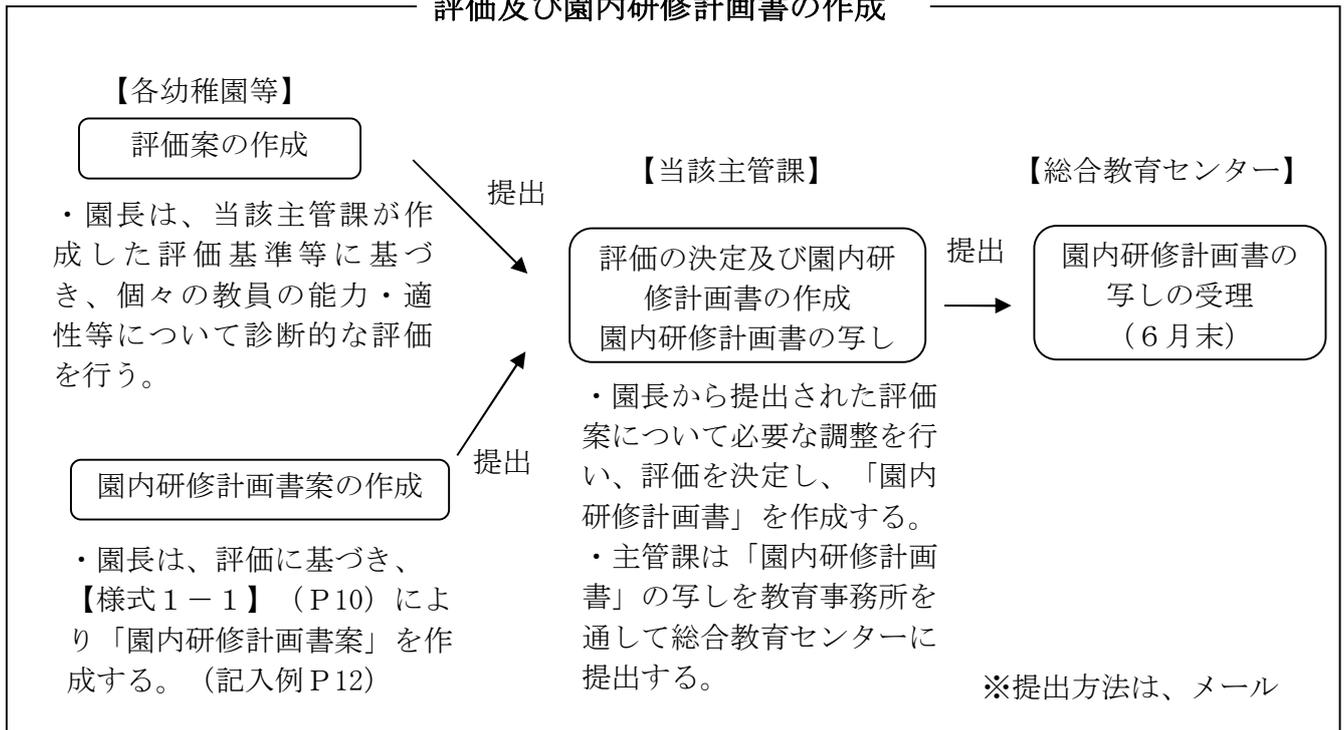 評価及び園内研修計画書の作成
【各幼稚園等】
評価案の作成
・園長は、当該主管課が作
成した評価基準等に基づ
き、個々の教員の能力・適
性等について診断的な評価
を行う。
提出
園内研修計画書案の作成
提出
・園長は、評価に基づき、
【様式１－１】（Ｐ10）によ
り「園内研修計画書案」を作
成する。（記入例Ｐ12）
【当該主管課】
評価の決定及び園内研
修計画書の作成
園内研修計画書の写し
・園長から提出された評価
案について必要な調整を行
い、評価を決定し、「園内
研修計画書」を作成する。
・主管課は「園内研修計画
書」の写しを教育事務所を
通して総合教育センターに
提出する。
提出
【総合教育センター】
園内研修計画書の
写しの受理
（６月末）
※提出方法は、メール